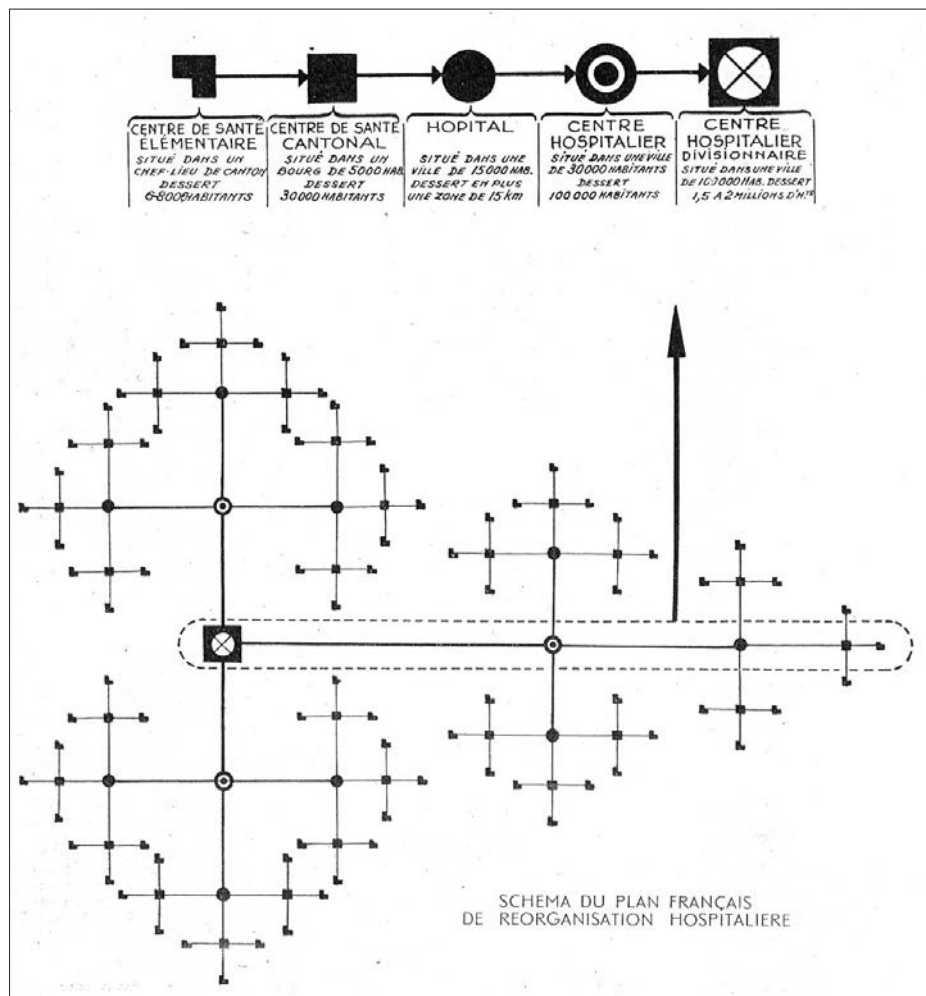 CENTRE DE SANTÉ
ÉLÉMENTAIRE
SITUÉ DANS UN
CHEF-LIEU DE CANTON
DESSERT
6-8000 HABITANTS
CENTRE DE SANTE
CANTONAL
SITUÉ DANS UN
BOURG DE 5000 HAB.
DESSERT
30000 HABITANTS
HOPITAL
SITUÉ DANS UNE
VILLE DE 15000 HAB.
DESSERT EN PLUS
UNE ZONE DE 15 km
CENTRE
HOSPITALIER
SITUÉ DANS UNE VILLE
DE 30000 HABITANTS
DESSERT
100000 HABITANTS
CENTRE
HOSPITALIER
DIVISIONNAIRE
SITUÉ DANS UNE VILLE
DE 100000 HAB. DESSERT
1,5 A 2 MILLIONS D'H.TS
SCHEMA DU PLAN FRANÇAIS
DE REORGANISATION HOSPITALIERE